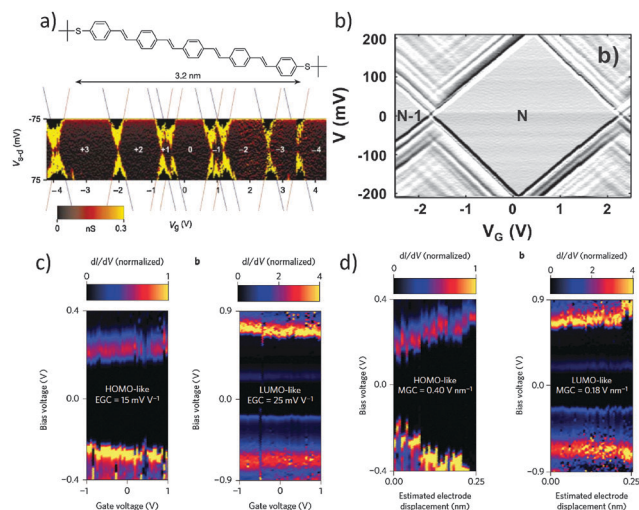 a)
S
S
3.2 nm
-75
V_s-d (mV)
75
+3 +2 +1 0 -1 -2 -3 -4
-4 -3 -2 -1 0 1 2 3 4
V_g (V)
0 nS 0.3
b)
200
100
0
-100
-200
V (mV)
N-1
N
-2 -1 0 1 2
V_G (V)
c)
dI/dV (normalized)
0 1
0.4
0.0
−0.4
Bias voltage (V)
HOMO-like
EGC = 15 mV V⁻¹
-1 0 1
Gate voltage (V)
b
dI/dV (normalized)
0 4
0.9
0.0
−0.9
Bias voltage (V)
LUMO-like
EGC = 25 mV V⁻¹
-1 0 1
Gate voltage (V)
d)
dI/dV (normalized)
0 1
0.4
0.0
−0.4
Bias voltage (V)
HOMO-like
MGC = 0.40 V nm⁻¹
0 0.25
Estimated electrode
displacement (nm)
b
dI/dV (normalized)
0 4
0.9
0.0
−0.9
Bias voltage (V)
LUMO-like
MGC = 0.18 V nm⁻¹
0 0.25
Estimated electrode
displacement (nm)